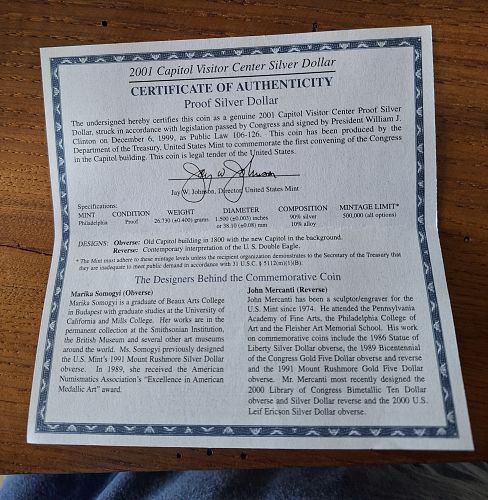 2001 Capitol Visitor Center Silver Dollar
CERTIFICATE OF AUTHENTICITY
Proof Silver Dollar
The undersigned hereby certifies this coin as a genuine 2001 Capitol Visitor Center Proof Silver
Dollar, struck in accordance with legislation passed by Congress and signed by President William J.
Clinton on December 6, 1999, as Public Law 106-126. This coin has been produced by the
Department of the Treasury, United States Mint to commemorate the first convening of the Congress
in the Capitol building. This coin is legal tender of the United States.
Jay W. Johnson
Jay W. Johnson, Director, United States Mint
Specifications:
MINT CONDITION WEIGHT DIAMETER COMPOSITION MINTAGE LIMIT*
Philadelphia Proof 26.730 (±0.400) grams 1.500 (±0.003) inches 90% silver 500,000 (all options)
or 38.10 (±0.08) mm 10% alloy
DESIGNS: Obverse: Old Capitol building in 1800 with the new Capitol in the background.
Reverse: Contemporary interpretation of the U. S. Double Eagle.
* The Mint must adhere to these mintage levels unless the recipient organization demonstrates to the Secretary of the Treasury that
they are inadequate to meet public demand in accordance with 31 U.S.C. § 5112(m)(1)(B).
The Designers Behind the Commemorative Coin
Marika Somogyi (Obverse)
Marika Somogyi is a graduate of Beaux Arts College
in Budapest with graduate studies at the University of
California and Mills College. Her works are in the
permanent collection at the Smithsonian Institution,
the British Museum and several other art museums
around the world. Ms. Somogyi previously designed
the U.S. Mint's 1991 Mount Rushmore Silver Dollar
obverse. In 1989, she received the American
Numismatics Association's "Excellence in American
Medallic Art" award.
John Mercanti (Reverse)
John Mercanti has been a sculptor/engraver for the
U.S. Mint since 1974. He attended the Pennsylvania
Academy of Fine Arts, the Philadelphia College of
Art and the Fleisher Art Memorial School. His work
on commemorative coins include the 1986 Statue of
Liberty Silver Dollar obverse, the 1989 Bicentennial
of the Congress Gold Five Dollar obverse and reverse
and the 1991 Mount Rushmore Gold Five Dollar
obverse. Mr. Mercanti most recently designed the
2000 Library of Congress Bimetallic Ten Dollar
obverse and Silver Dollar reverse and the 2000 U.S.
Leif Ericson Silver Dollar obverse.